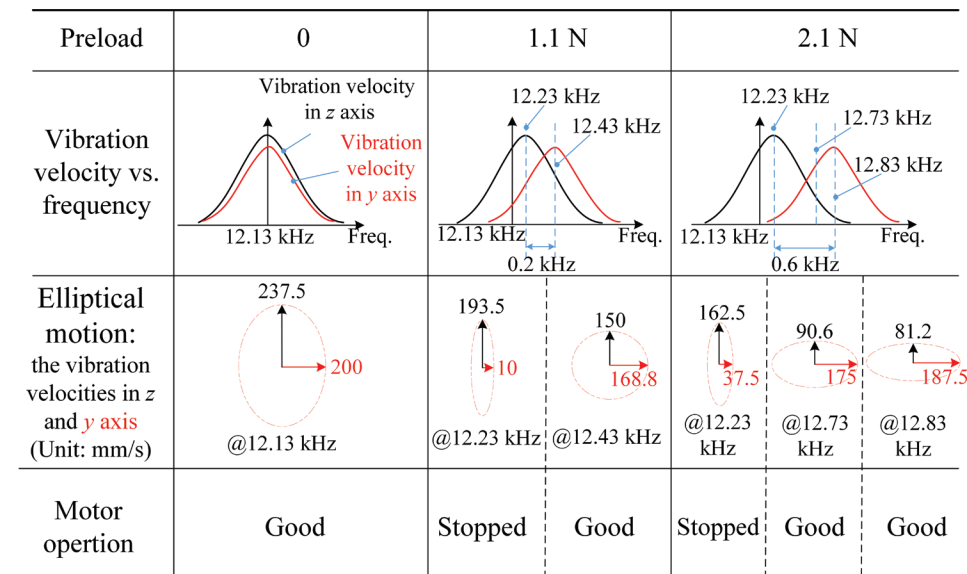 Preload
0
1.1 N
2.1 N
Vibration
velocity vs.
frequency
Vibration velocity
in z axis
Vibration
velocity
in y axis
12.13 kHz
Freq.
12.23 kHz
12.43 kHz
12.13 kHz
Freq.
0.2 kHz
12.23 kHz
12.73 kHz
12.83 kHz
12.13 kHz
Freq.
0.6 kHz
Elliptical
motion:
the vibration
velocities in z
and y axis
(Unit: mm/s)
237.5
200
@12.13 kHz
193.5
10
@12.23 kHz
150
168.8
@12.43 kHz
162.5
37.5
@12.23
kHz
90.6
175
@12.73
kHz
81.2
187.5
@12.83
kHz
Motor
opertion
Good
Stopped
Good
Stopped
Good
Good